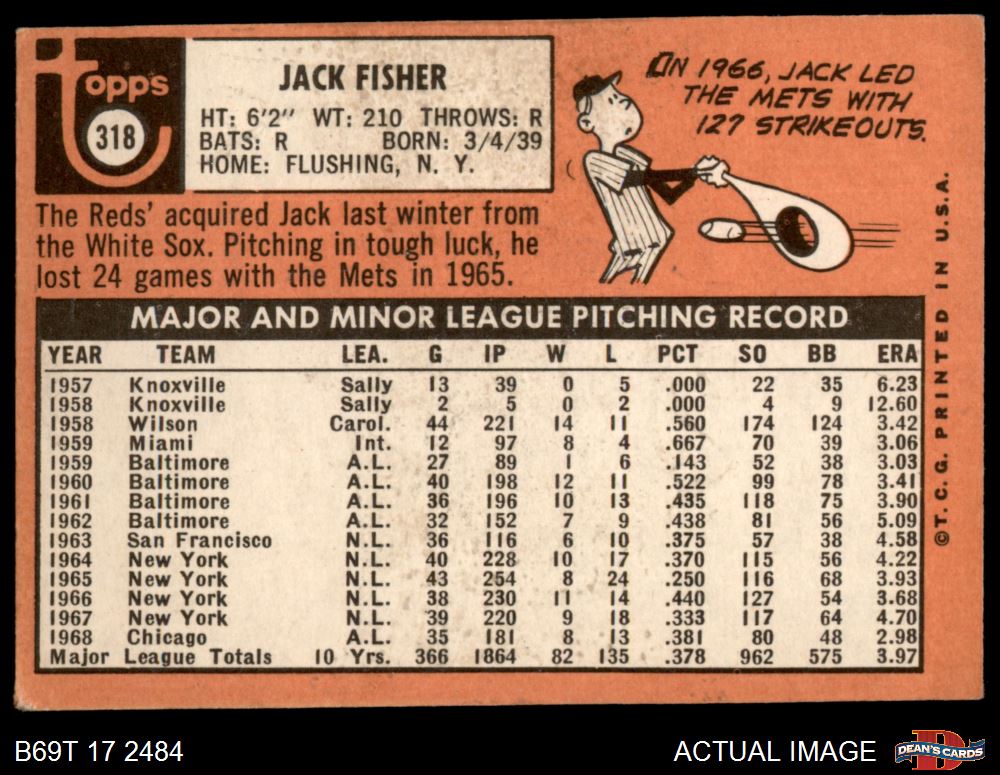 Topps
318
JACK FISHER
HT: 6'2" WT: 210 THROWS: R
BATS: R BORN: 3/4/39
HOME: FLUSHING, N. Y.
IN 1966, JACK LED
THE METS WITH
127 STRIKEOUTS.
The Reds' acquired Jack last winter from
the White Sox. Pitching in tough luck, he
lost 24 games with the Mets in 1965.
MAJOR AND MINOR LEAGUE PITCHING RECORD
YEAR TEAM LEA. G IP W L PCT SO BB ERA
1957 Knoxville Sally 13 39 0 5 .000 22 35 6.23
1958 Knoxville Sally 2 5 0 2 .000 4 9 12.60
1958 Wilson Carol. 44 221 14 11 .560 174 124 3.42
1959 Miami Int. 12 97 8 4 .667 70 39 3.06
1959 Baltimore A.L. 27 89 1 6 .143 52 38 3.03
1960 Baltimore A.L. 40 198 12 11 .522 99 78 3.41
1961 Baltimore A.L. 36 196 10 13 .435 118 75 3.90
1962 Baltimore A.L. 32 152 7 9 .438 81 56 5.09
1963 San Francisco N.L. 36 116 6 10 .375 57 38 4.58
1964 New York N.L. 40 228 10 17 .370 115 56 4.22
1965 New York N.L. 43 254 8 24 .250 116 68 3.93
1966 New York N.L. 38 230 11 14 .440 127 54 3.68
1967 New York N.L. 39 220 9 18 .333 117 64 4.70
1968 Chicago A.L. 35 181 8 13 .381 80 48 2.98
Major League Totals 10 Yrs. 366 1864 82 135 .378 962 575 3.97
© T. C. G. PRINTED IN U.S.A.
B69T 17 2484
ACTUAL IMAGE
D
DEAN'S CARDS